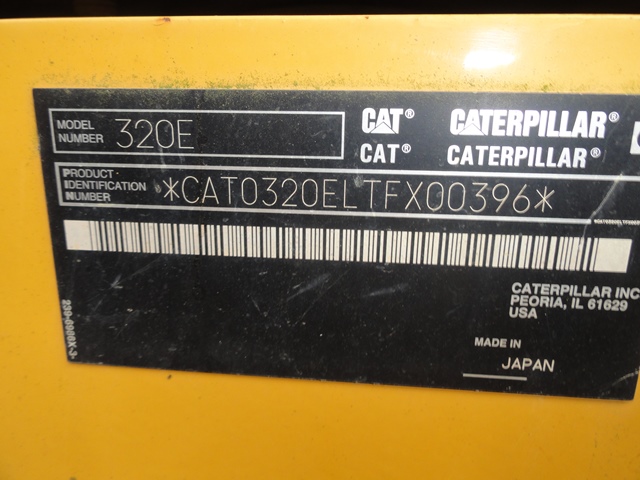 MODEL NUMBER 320E
CAT® CATERPILLAR®
CAT® CATERPILLAR®
PRODUCT IDENTIFICATION NUMBER *CAT0320ELTFX00396*
CATERPILLAR INC
PEORIA, IL 61629
USA
MADE IN
JAPAN